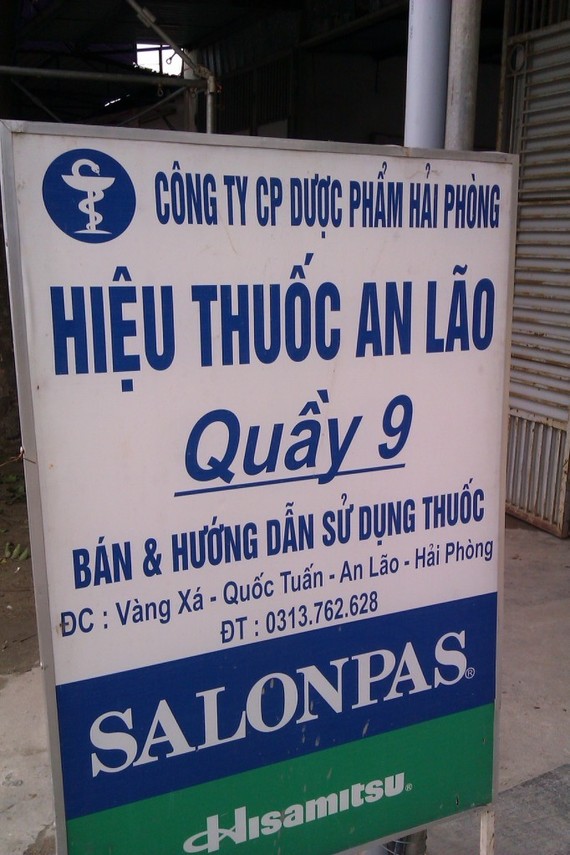 CÔNG TY CP DƯỢC PHẨM HẢI PHÒNG
HIỆU THUỐC AN LÃO
Quầy 9
BÁN & HƯỚNG DẪN SỬ DỤNG THUỐC
ĐC : Vàng Xá - Quốc Tuấn - An Lão - Hải Phòng
ĐT : 0313.762.628
SALONPAS®
Hisamitsu®